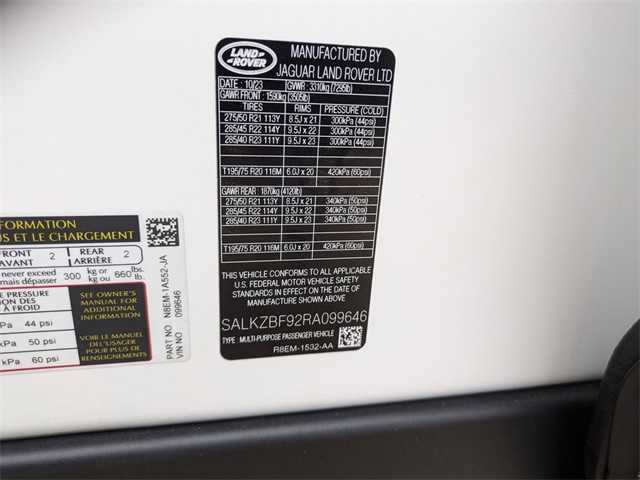 LAND
ROVER
MANUFACTURED BY
JAGUAR LAND ROVER LTD
DATE : 10/23 GVWR : 3310kg (7295lb)
GAWR FRONT : 1590kg (3505lb)
TIRES RIMS PRESSURE (COLD)
275/50 R21 113Y 8.5J x 21 300kPa (44psi)
285/45 R22 114Y 9.5J x 22 300kPa (44psi)
285/40 R23 111Y 9.5J x 23 300kPa (44psi)
T195/75 R20 116M 6.0J x 20 420kPa (60psi)
GAWR REAR : 1870kg (4120lb)
275/50 R21 113Y 8.5J x 21 340kPa (50psi)
285/45 R22 114Y 9.5J x 22 340kPa (50psi)
285/40 R23 111Y 9.5J x 23 340kPa (50psi)
T195/75 R20 116M 6.0J x 20 420kPa (60psi)
THIS VEHICLE CONFORMS TO ALL APPLICABLE
U.S. FEDERAL MOTOR VEHICLE SAFETY
STANDARDS IN EFFECT ON THE DATE OF
MANUFACTURE SHOWN ABOVE.
SALKZBF92RA099646
TYPE : MULTI-PURPOSE PASSENGER VEHICLE
R8EM-1532-AA
FORMATION
S ET LE CHARGEMENT
FRONT 2 REAR 2
AVANT ARRIÈRE
never exceed 300 kg or 660 lbs.
kg ou lb.
PRESSURE
ION DES
SEE OWNER'S
MANUAL FOR
ADDITIONAL
INFORMATION
VOIR LE MANUEL
DE L'USAGER
POUR PLUS DE
RENSEIGNEMENTS
Pa 44 psi
kPa 50 psi
kPa 60 psi
PART NO N8EM-1A552-JA
VIN NO 099646